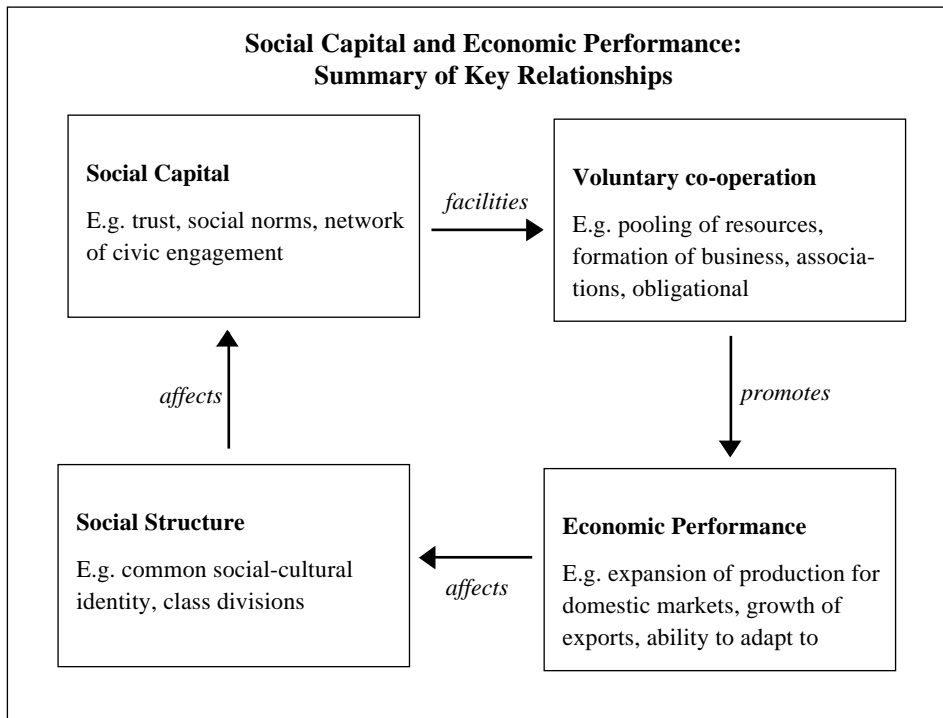 Social Capital and Economic Performance:
Summary of Key Relationships
Social Capital
E.g. trust, social norms, network
of civic engagement
facilities
Voluntary co-operation
E.g. pooling of resources,
formation of business, associa-
tions, obligational
affects
promotes
Social Structure
E.g. common social-cultural
identity, class divisions
affects
Economic Performance
E.g. expansion of production for
domestic markets, growth of
exports, ability to adapt to